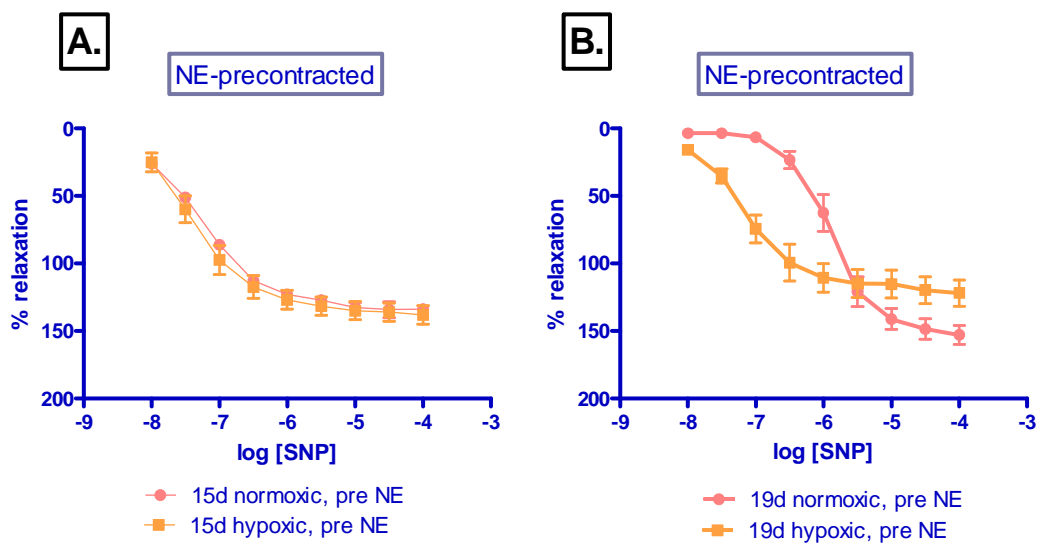 A.
NE-precontracted
0
50
100
150
200
% relaxation
-9 -8 -7 -6 -5 -4 -3
log [SNP]
15d normoxic, pre NE
15d hypoxic, pre NE
B.
NE-precontracted
0
50
100
150
200
% relaxation
-9 -8 -7 -6 -5 -4 -3
log [SNP]
19d normoxic, pre NE
19d hypoxic, pre NE